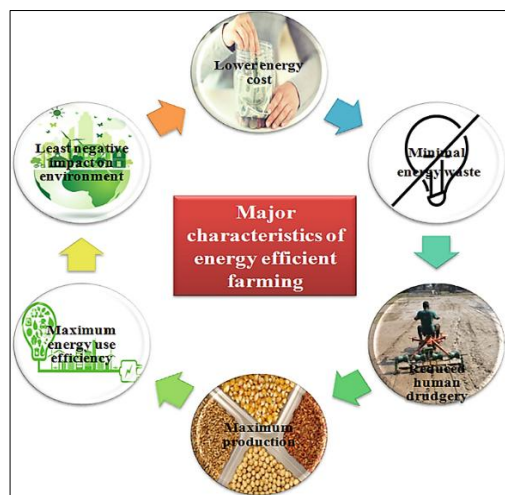 Lower energy
cost
Minimal
energy waste
Reduced
human
drudgery
Maximum
production
Maximum
energy use
efficiency
Least negative
impact on
environment
Major
characteristics of
energy efficient
farming